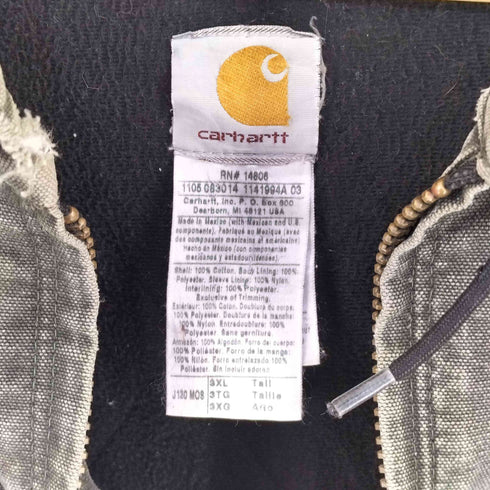 carhartt
RN# 14806
1105 083014 1141994A 03
Carhartt, Inc. P. O. Box 600
Dearborn, MI 48121 USA
Made in Mexico (with Mexican and U.S.
components). Fabriqué au Mexique (avec
des composants mexicains et américains)
Hecho en México (con componentes
mexicanos y estadounidenses)
Shell: 100% Cotton. Body Lining: 100%
Polyester. Sleeve Lining: 100% Nylon.
Interlining: 100% Polyester
Exclusive of Trimming.
Extérieur: 100% Coton. Doublure du corps:
100% Polyester. Doublure de la manche:
100% Nylon. Entredoublure: 100%
Polyester. Sans garniture.
Armazón: 100% Algodón. Forro de cuerpo:
100% Poliéster. Forro de las mangas:
100% Nilón. Forro entrelazado 100%
Poliéster. Sin incluir adornos.
3XL Tall
J130 MOS 3TG Taille
3XG Alto